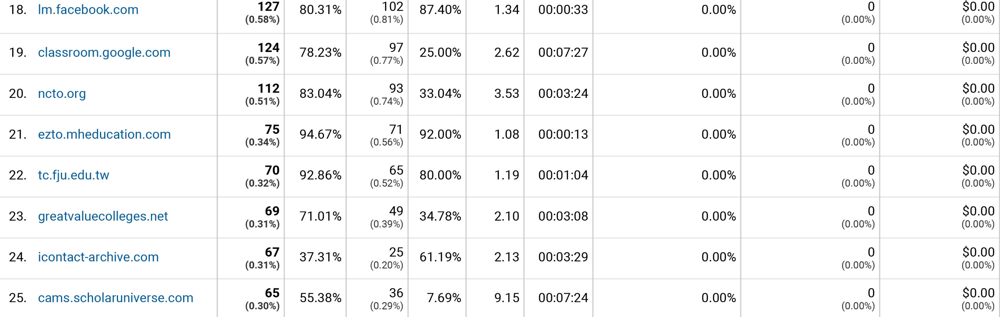 18. lm.facebook.com 127 (0.58%) 80.31% 102 (0.81%) 87.40% 1.34 00:00:33 0.00% 0 (0.00%) $0.00 (0.00%)
19. classroom.google.com 124 (0.57%) 78.23% 97 (0.77%) 25.00% 2.62 00:07:27 0.00% 0 (0.00%) $0.00 (0.00%)
20. ncto.org 112 (0.51%) 83.04% 93 (0.74%) 33.04% 3.53 00:03:24 0.00% 0 (0.00%) $0.00 (0.00%)
21. ezto.mheducation.com 75 (0.34%) 94.67% 71 (0.56%) 92.00% 1.08 00:00:13 0.00% 0 (0.00%) $0.00 (0.00%)
22. tc.fju.edu.tw 70 (0.32%) 92.86% 65 (0.52%) 80.00% 1.19 00:01:04 0.00% 0 (0.00%) $0.00 (0.00%)
23. greatvaluecolleges.net 69 (0.31%) 71.01% 49 (0.39%) 34.78% 2.10 00:03:08 0.00% 0 (0.00%) $0.00 (0.00%)
24. icontact-archive.com 67 (0.31%) 37.31% 25 (0.20%) 61.19% 2.13 00:03:29 0.00% 0 (0.00%) $0.00 (0.00%)
25. cams.scholaruniverse.com 65 (0.30%) 55.38% 36 (0.29%) 7.69% 9.15 00:07:24 0.00% 0 (0.00%) $0.00 (0.00%)